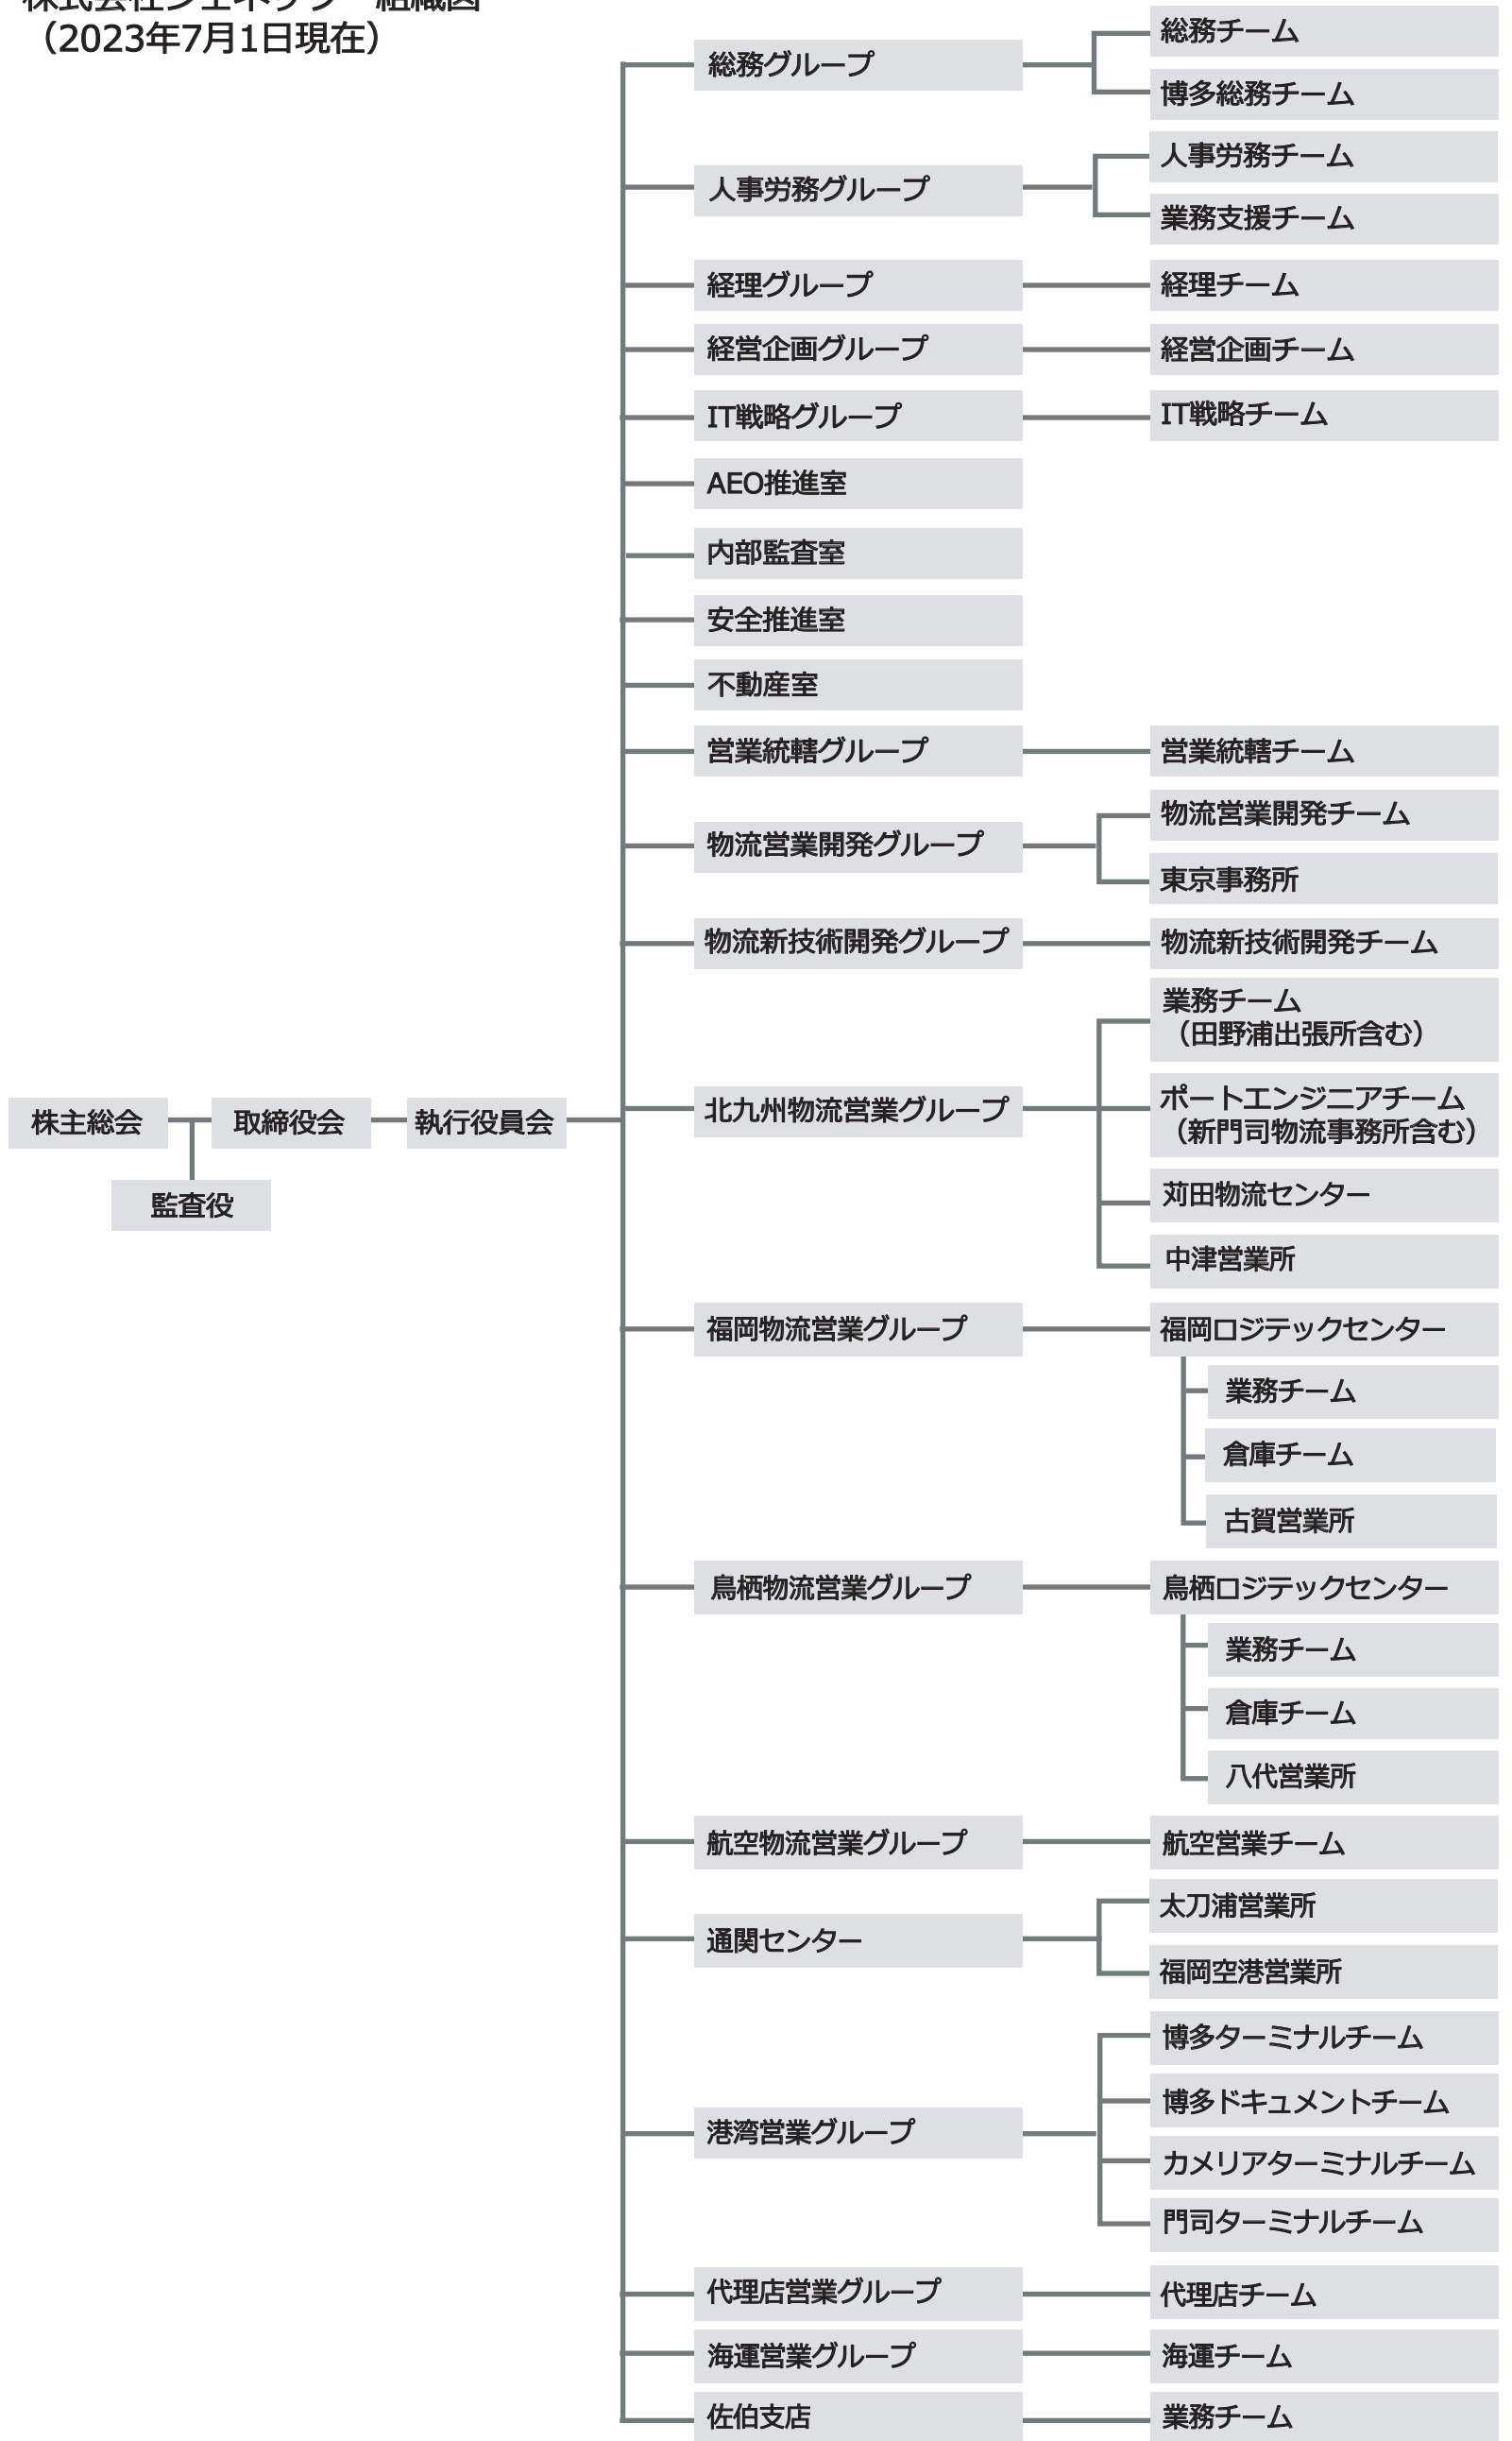 株式会社ジェネック 組織図
（2023年7月1日現在）
株主総会
取締役会
執行役員会
監査役
総務グループ
総務チーム
博多総務チーム
人事労務グループ
人事労務チーム
業務支援チーム
経理グループ
経理チーム
経営企画グループ
経営企画チーム
IT戦略グループ
IT戦略チーム
AEO推進室
内部監査室
安全推進室
不動産室
営業統轄グループ
営業統轄チーム
物流営業開発グループ
物流営業開発チーム
東京事務所
物流新技術開発グループ
物流新技術開発チーム
北九州物流営業グループ
業務チーム
（田野浦出張所含む）
ポートエンジニアチーム
（新門司物流事務所含む）
苅田物流センター
中津営業所
福岡物流営業グループ
福岡ロジテックセンター
業務チーム
倉庫チーム
古賀営業所
鳥栖物流営業グループ
鳥栖ロジテックセンター
業務チーム
倉庫チーム
八代営業所
航空物流営業グループ
航空営業チーム
通関センター
太刀浦営業所
福岡空港営業所
港湾営業グループ
博多ターミナルチーム
博多ドキュメントチーム
カメリアターミナルチーム
門司ターミナルチーム
代理店営業グループ
代理店チーム
海運営業グループ
海運チーム
佐伯支店
業務チーム